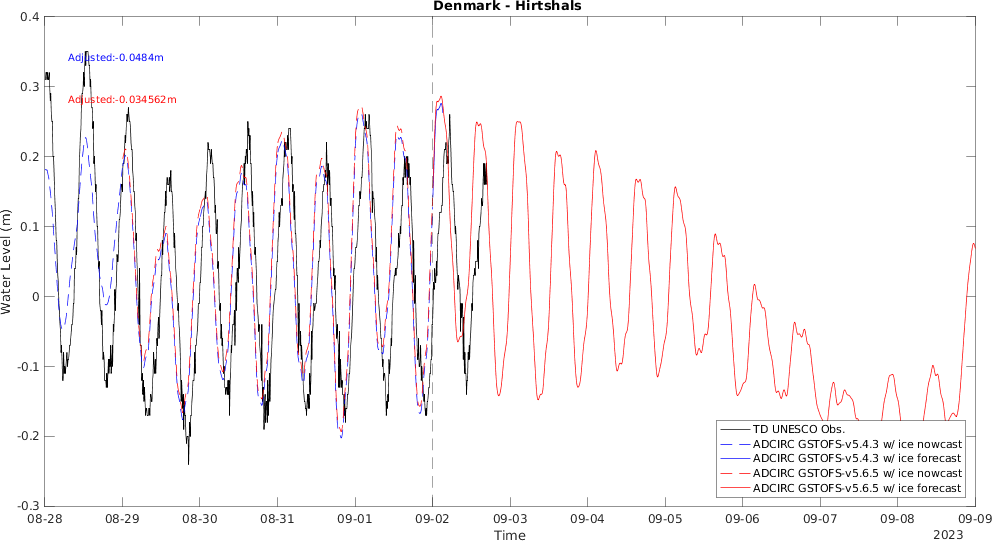 Denmark - Hirtshals
0.4
0.3
0.2
0.1
0
-0.1
-0.2
-0.3
Water Level (m)
Adjusted:-0.0484m
Adjusted:-0.034562m
TD UNESCO Obs.
ADCIRC GSTOFS-v5.4.3 w/ ice nowcast
ADCIRC GSTOFS-v5.4.3 w/ ice forecast
ADCIRC GSTOFS-v5.6.5 w/ ice nowcast
ADCIRC GSTOFS-v5.6.5 w/ ice forecast
08-28 08-29 08-30 08-31 09-01 09-02 09-03 09-04 09-05 09-06 09-07 09-08 09-09
Time
2023